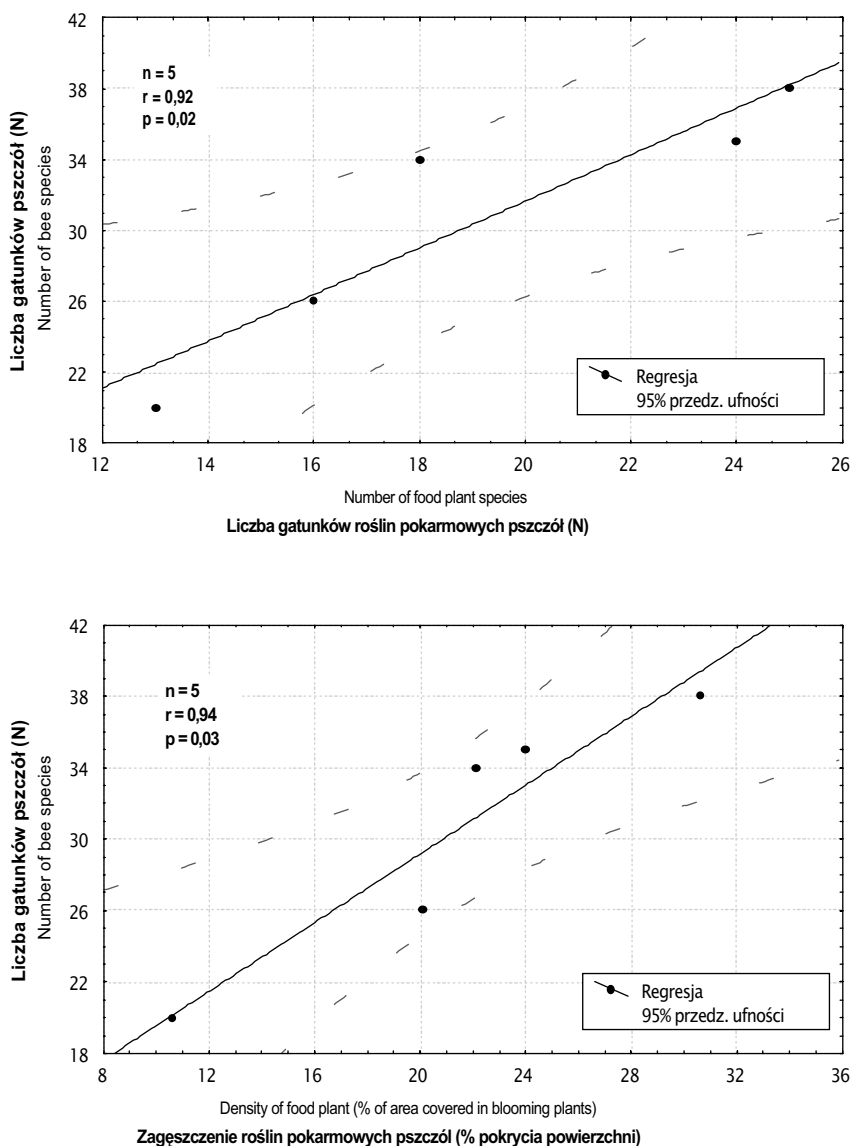 42
38
34
30
26
22
18
Liczba gatunków pszczół (N)
Number of bee species
n = 5
r = 0,92
p = 0,02
Regresja
95% przedz. ufności
12 14 16 18 20 22 24 26
Number of food plant species
Liczba gatunków roślin pokarmowych pszczół (N)
42
38
34
30
26
22
18
Liczba gatunków pszczół (N)
Number of bee species
n = 5
r = 0,94
p = 0,03
Regresja
95% przedz. ufności
8 12 16 20 24 28 32 36
Density of food plant (% of area covered in blooming plants)
Zagęszczenie roślin pokarmowych pszczól (% pokrycia powierzchni)